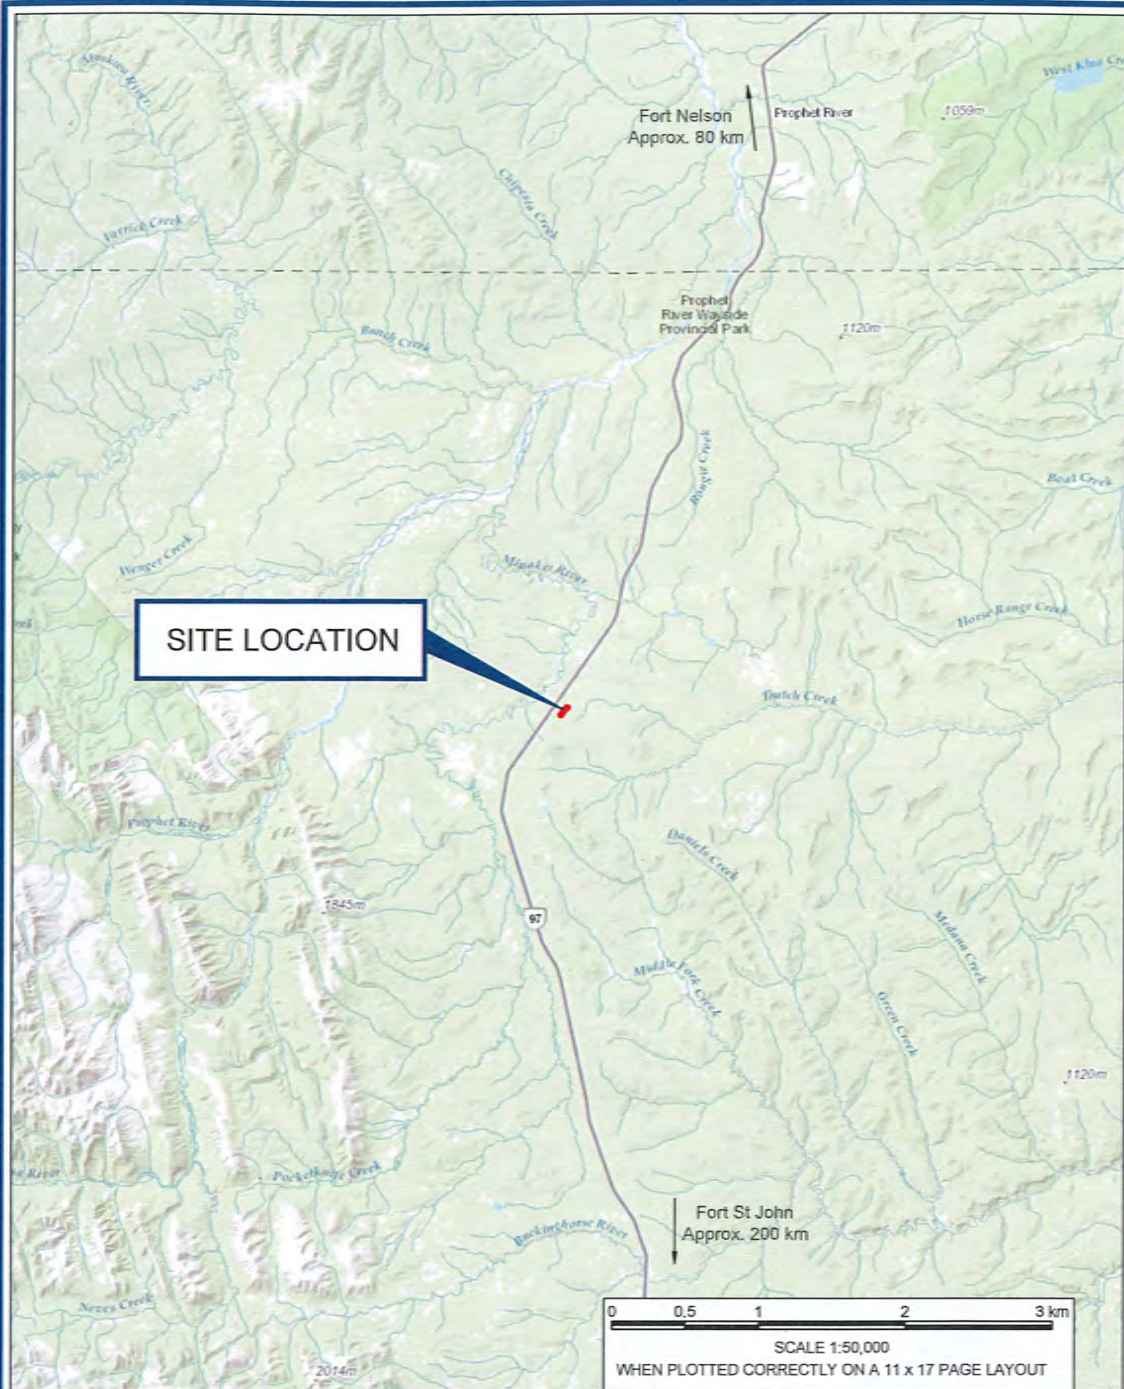 Muskwa River
West Klua Cre
Fort Nelson
Approx. 80 km
Prophet River
1059m
Chipesia Creek
Yarrick Creek
Prophet
River Wayside
Provincial Park
1120m
Bunch Creek
Bougie Creek
Boat Creek
Wenger Creek
Minaker River
Horse Range Creek
SITE LOCATION
Tsatch Creek
Prophet River
Daniels Creek
1845m
97
Medana Creek
Middle Fork Creek
Green Creek
1120m
River
Pocketknife Creek
Fort St John
Approx. 200 km
Buckinghorse River
Neves Creek
0 0.5 1 2 3 km
SCALE 1:50,000
WHEN PLOTTED CORRECTLY ON A 11 x 17 PAGE LAYOUT
2014m